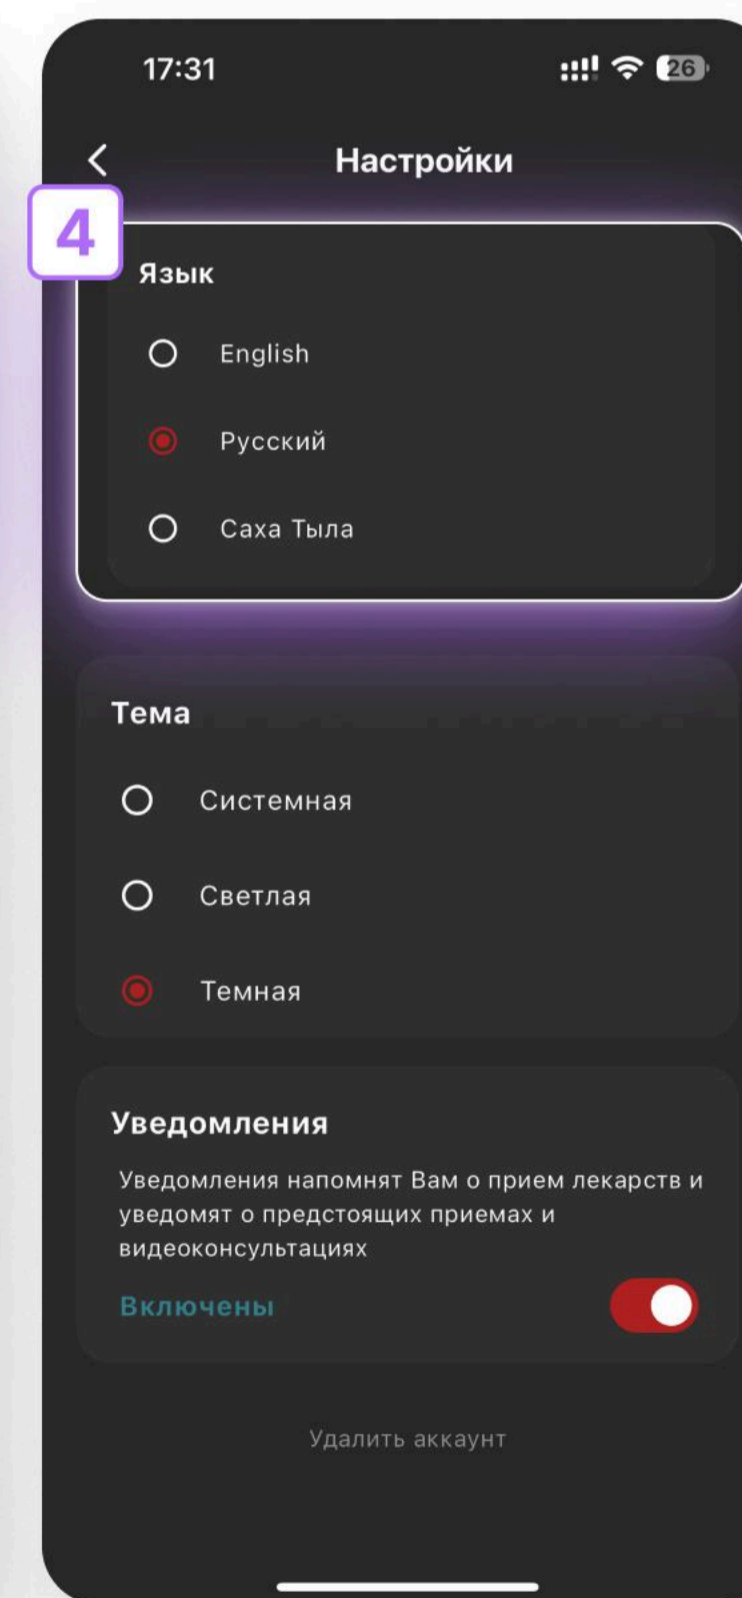 17:31
26
Настройки
4
Язык
English
Русский
Саха Тыла
Тема
Системная
Светлая
Темная
Уведомления
Уведомления напомнят Вам о прием лекарств и
уведомят о предстоящих приемах и
видеоконсультациях
Включены
Удалить аккаунт